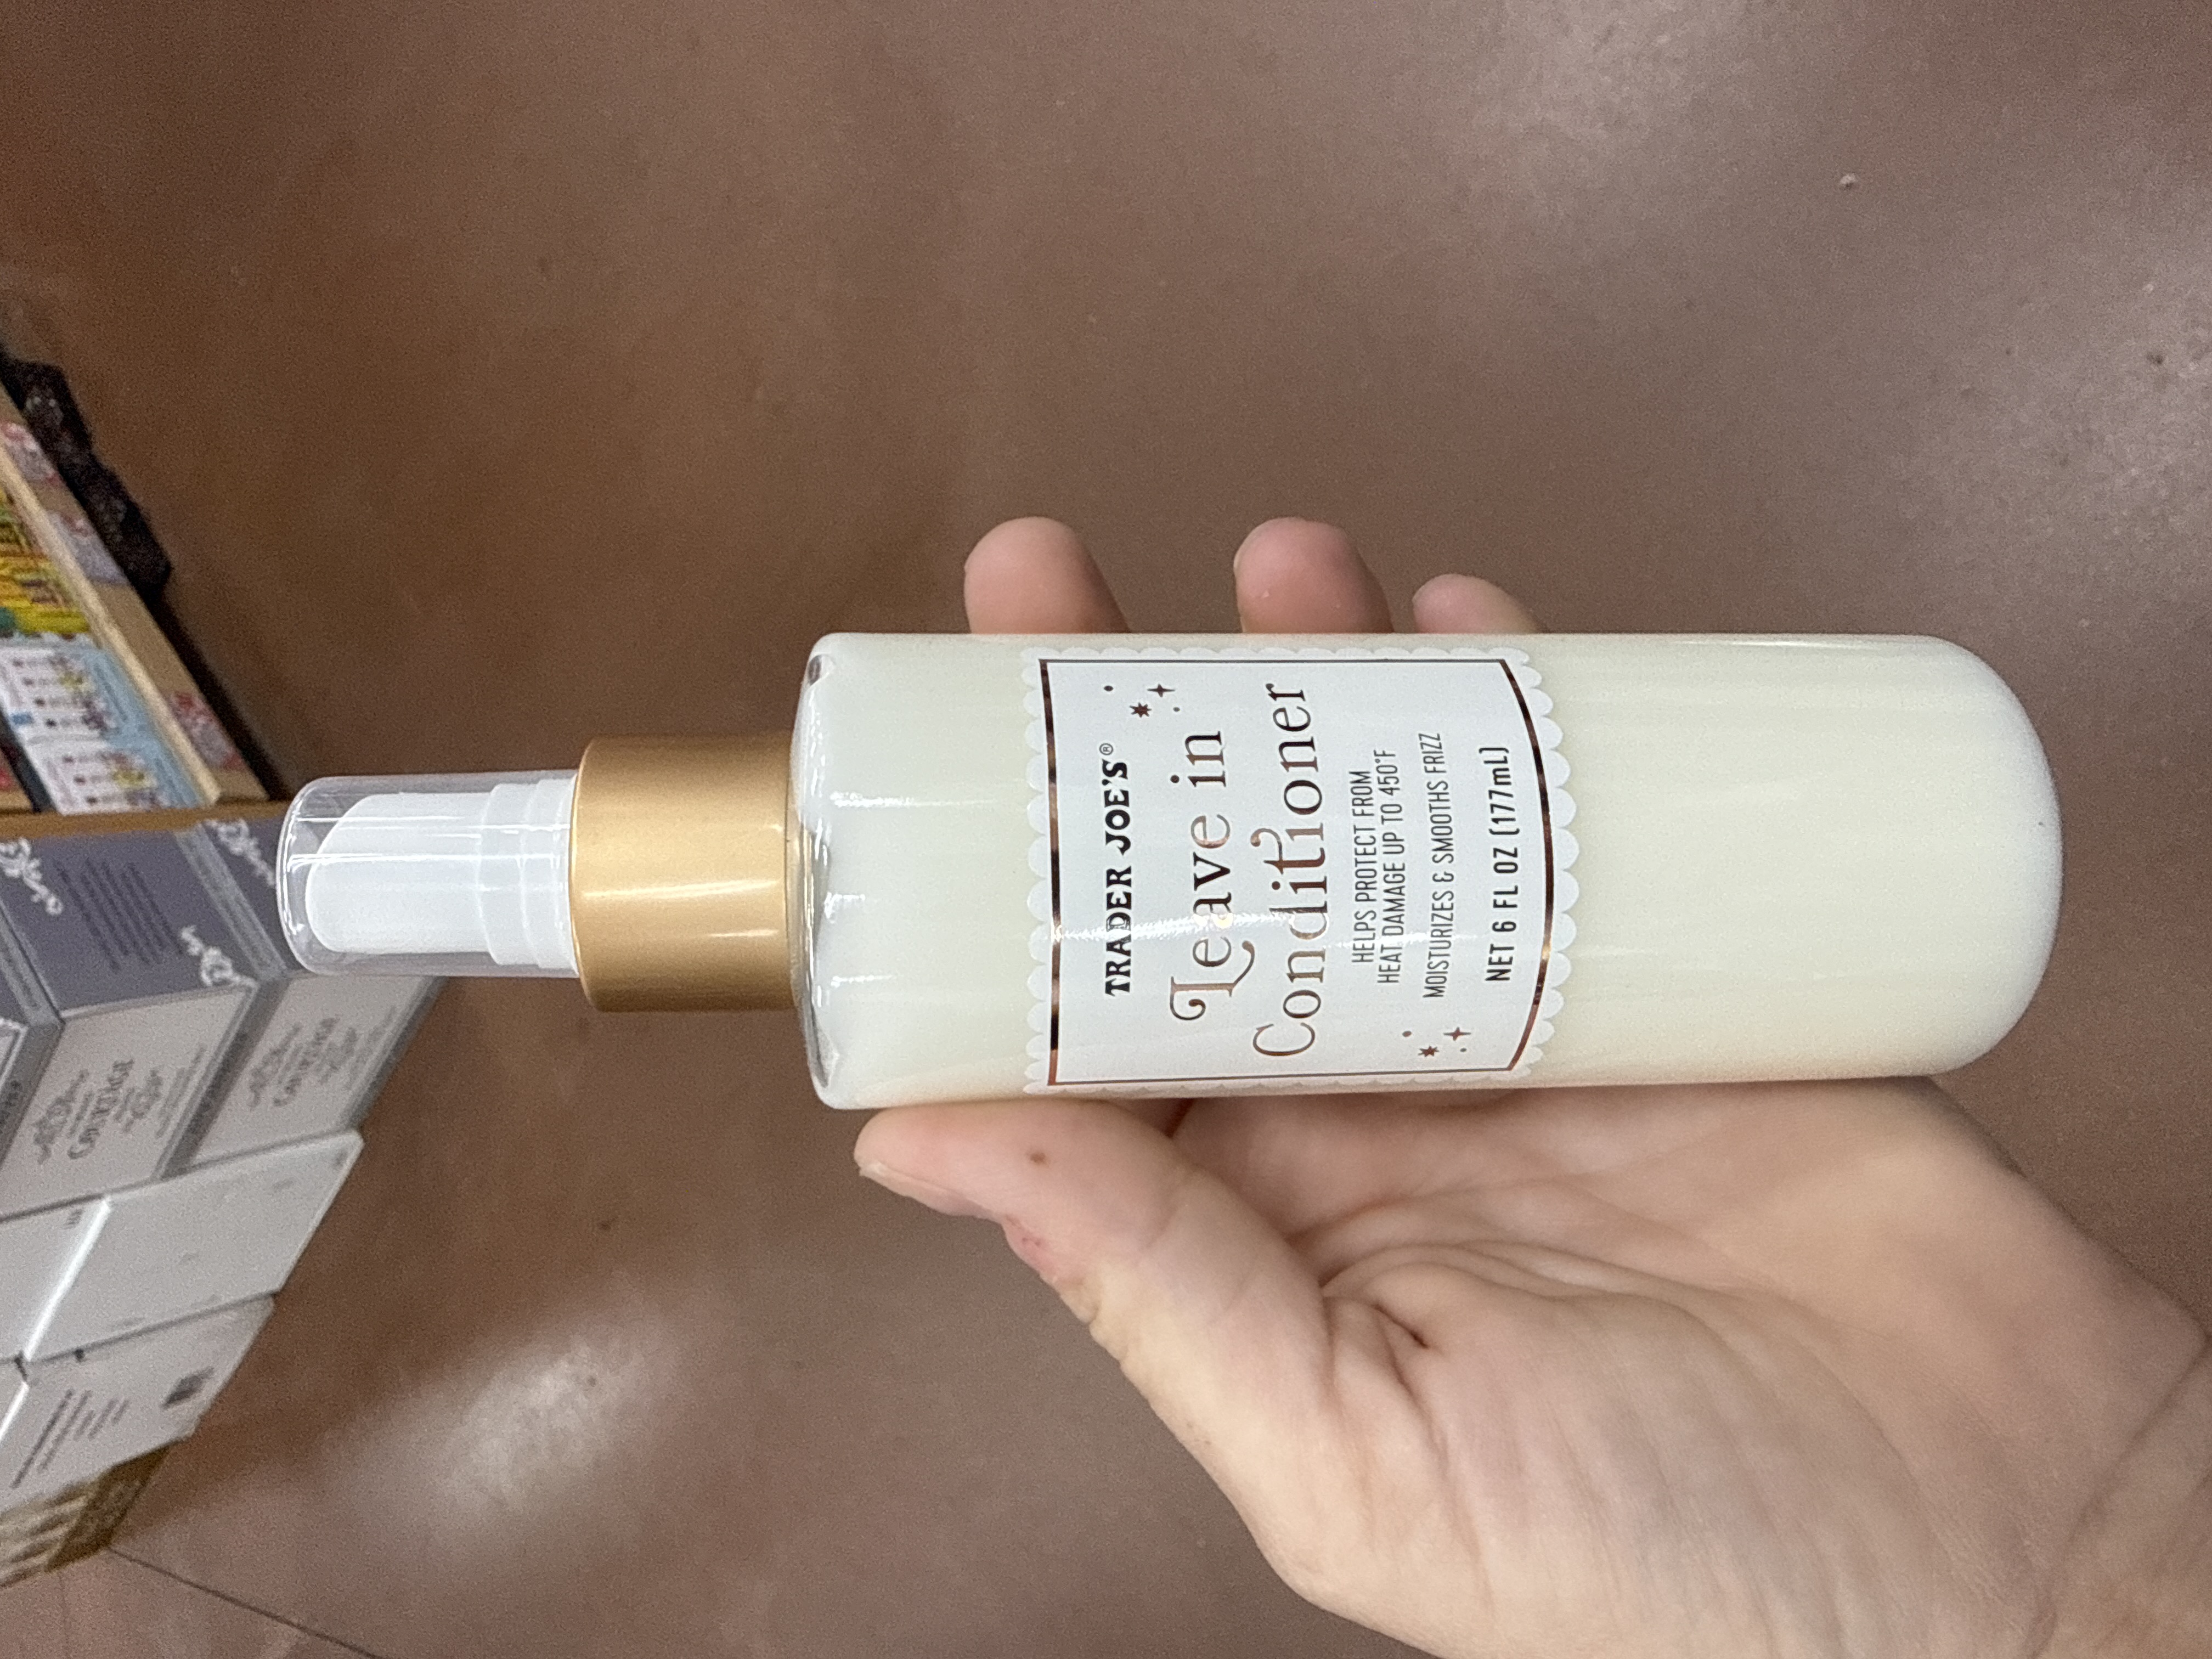 TRADER JOE'S®
Leave in
Conditioner
HELPS PROTECT FROM
HEAT DAMAGE UP TO 450°F
MOISTURIZES & SMOOTHS FRIZZ
NET 6 FL OZ (177mL)